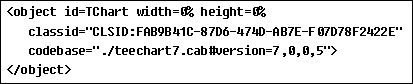 <object id=TChart width=0% height=0%
classid="CLSID:FAB9B41C-87D6-474D-AB7E-F07D78F2422E"
codebase="./teechart7.cab#version=7,0,0,5">
</object>